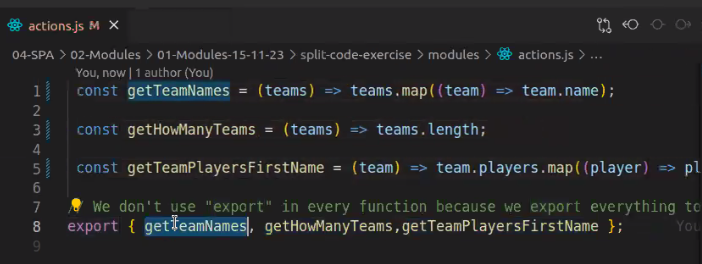 actions.js M
04-SPA > 02-Modules > 01-Modules-15-11-23 > split-code-exercise > modules > actions.js > ...
You, now | 1 author (You)
1 const getTeamNames = (teams) => teams.map((team) => team.name);
2
3 const getHowManyTeams = (teams) => teams.length;
4
5 const getTeamPlayersFirstName = (team) => team.players.map((player) => pl
6
7 // We don't use "export" in every function because we export everything to
8 export { getTeamNames, getHowManyTeams,getTeamPlayersFirstName }; You
9